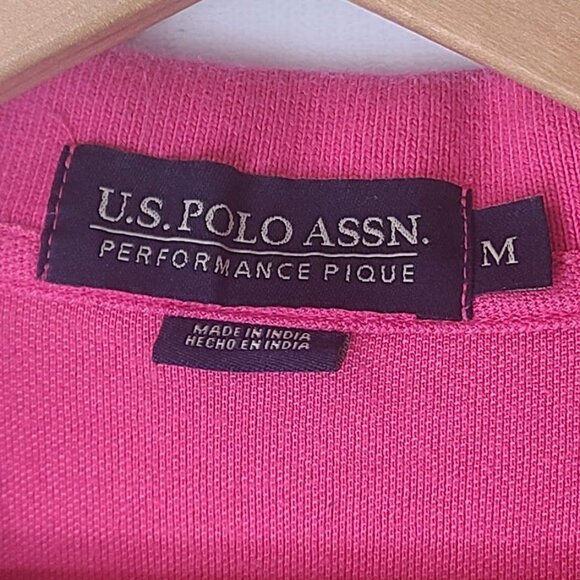 U.S. POLO ASSN.
PERFORMANCE PIQUE
M
MADE IN INDIA
HECHO EN INDIA